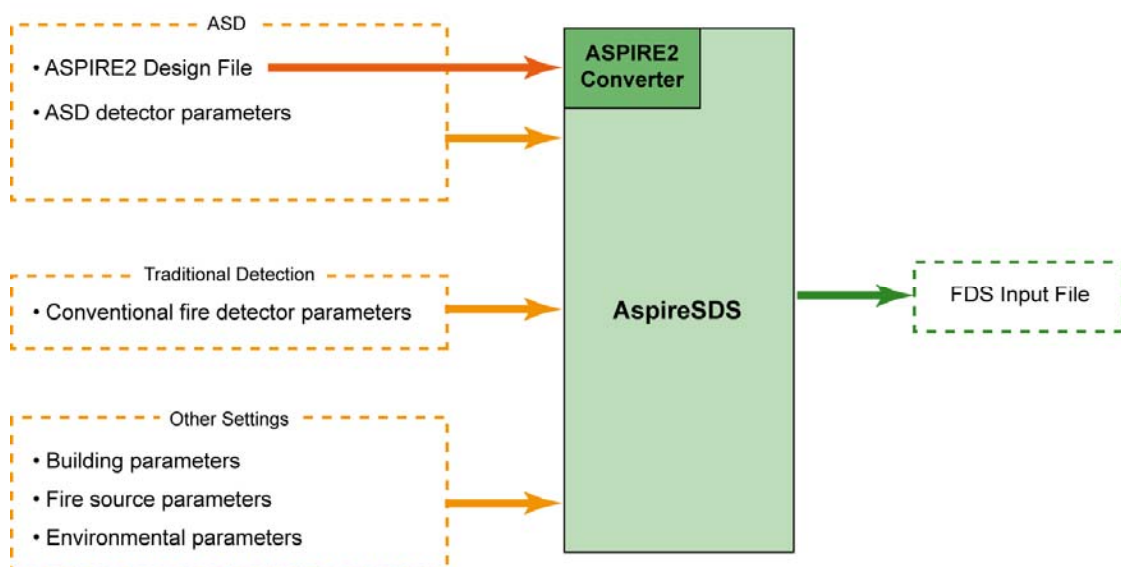 ASD
• ASPIRE2 Design File
• ASD detector parameters
ASPIRE2
Converter
Traditional Detection
• Conventional fire detector parameters
AspireSDS
FDS Input File
Other Settings
• Building parameters
• Fire source parameters
• Environmental parameters